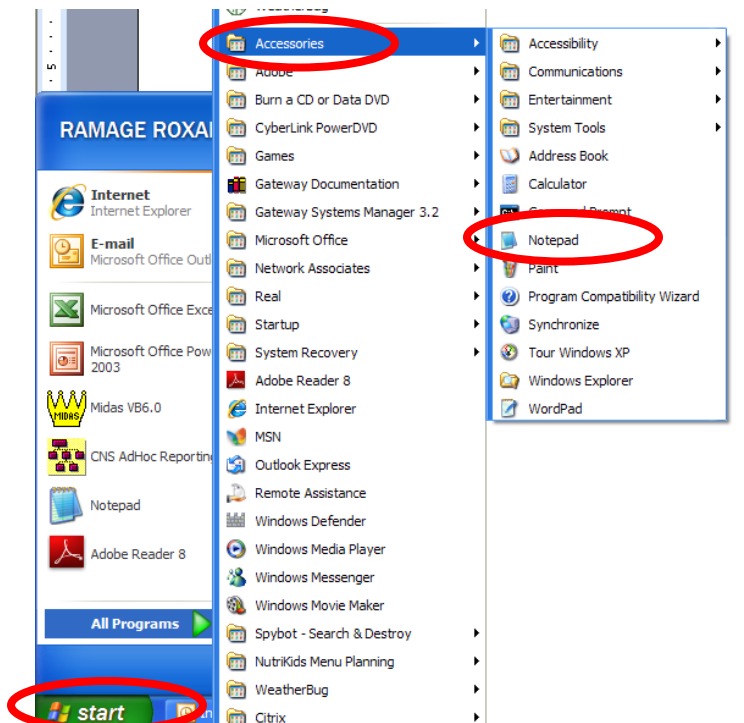 RAMAGE ROXA
Internet
Internet Explorer
E-mail
Microsoft Office Outl
Microsoft Office Exce
Microsoft Office Pow
2003
MIDAS
Midas VB6.0
CNS AdHoc Reporting
Notepad
Adobe Reader 8
All Programs
start
In
WeatherBug
Accessories
Adobe
Burn a CD or Data DVD
CyberLink PowerDVD
Games
Gateway Documentation
Gateway Systems Manager 3.2
Microsoft Office
Network Associates
Real
Startup
System Recovery
Adobe Reader 8
Internet Explorer
MSN
Outlook Express
Remote Assistance
Windows Defender
Windows Media Player
Windows Messenger
Windows Movie Maker
Spybot - Search & Destroy
NutriKids Menu Planning
WeatherBug
Citrix
Accessibility
Communications
Entertainment
System Tools
Address Book
Calculator
Command Prompt
Notepad
Paint
Program Compatibility Wizard
Synchronize
Tour Windows XP
Windows Explorer
WordPad